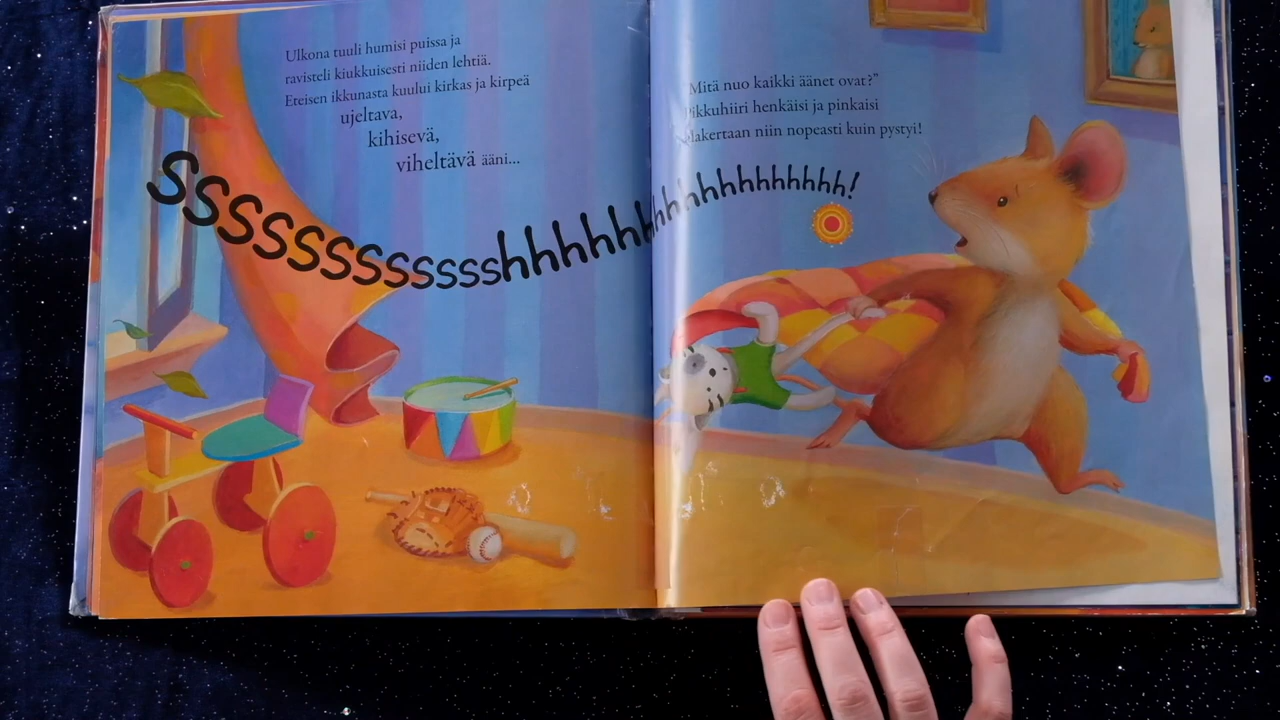 Ulkona tuuli humisi puissa ja
ravisteli kiukkuisesti niiden lehtiä.
Eteisen ikkunasta kuului kirkas ja kirpeä
ujeltava,
kihisevä,
viheltävä ääni...
SSSSSSSSSssssshhhhhhhhhhhhhhhhhh!
"Mitä nuo kaikki äänet ovat?"
Pikkuhiiri henkäisi ja pinkaisi
alakertaan niin nopeasti kuin pystyi!